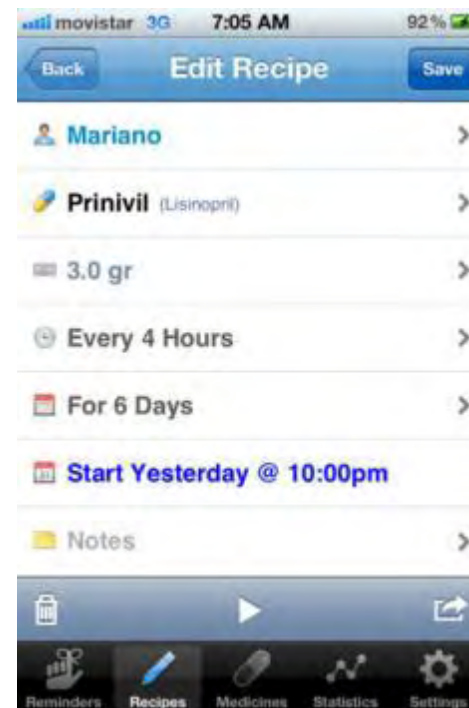 movistar 3G 7:05 AM 92%
Back Edit Recipe Save
Mariano
Prinivil (Lisinopril)
3.0 gr
Every 4 Hours
For 6 Days
Start Yesterday @ 10:00pm
Notes
Reminders Recipes Medicines Statistics Settings